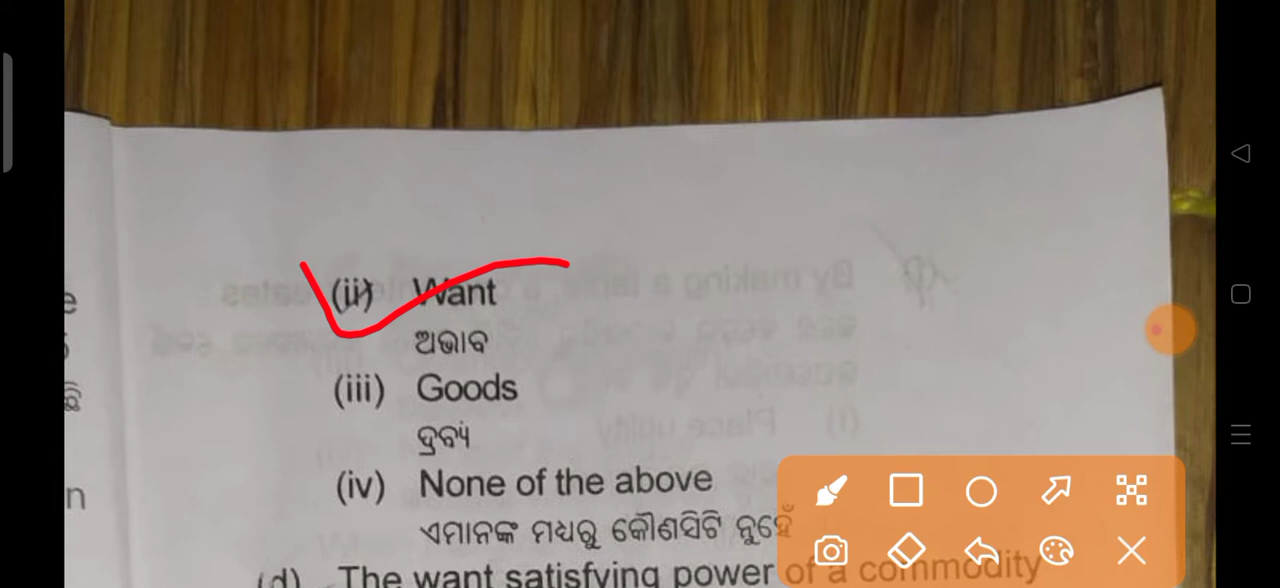 (ii) Want
ଅଭାବ
(iii) Goods
ଦ୍ରବ୍ୟ
(iv) None of the above
ଏମାନଙ୍କ ମଧ୍ୟରୁ କୌଣସିଟି ନୁହେଁ
(d) The want satisfying power of a commodity